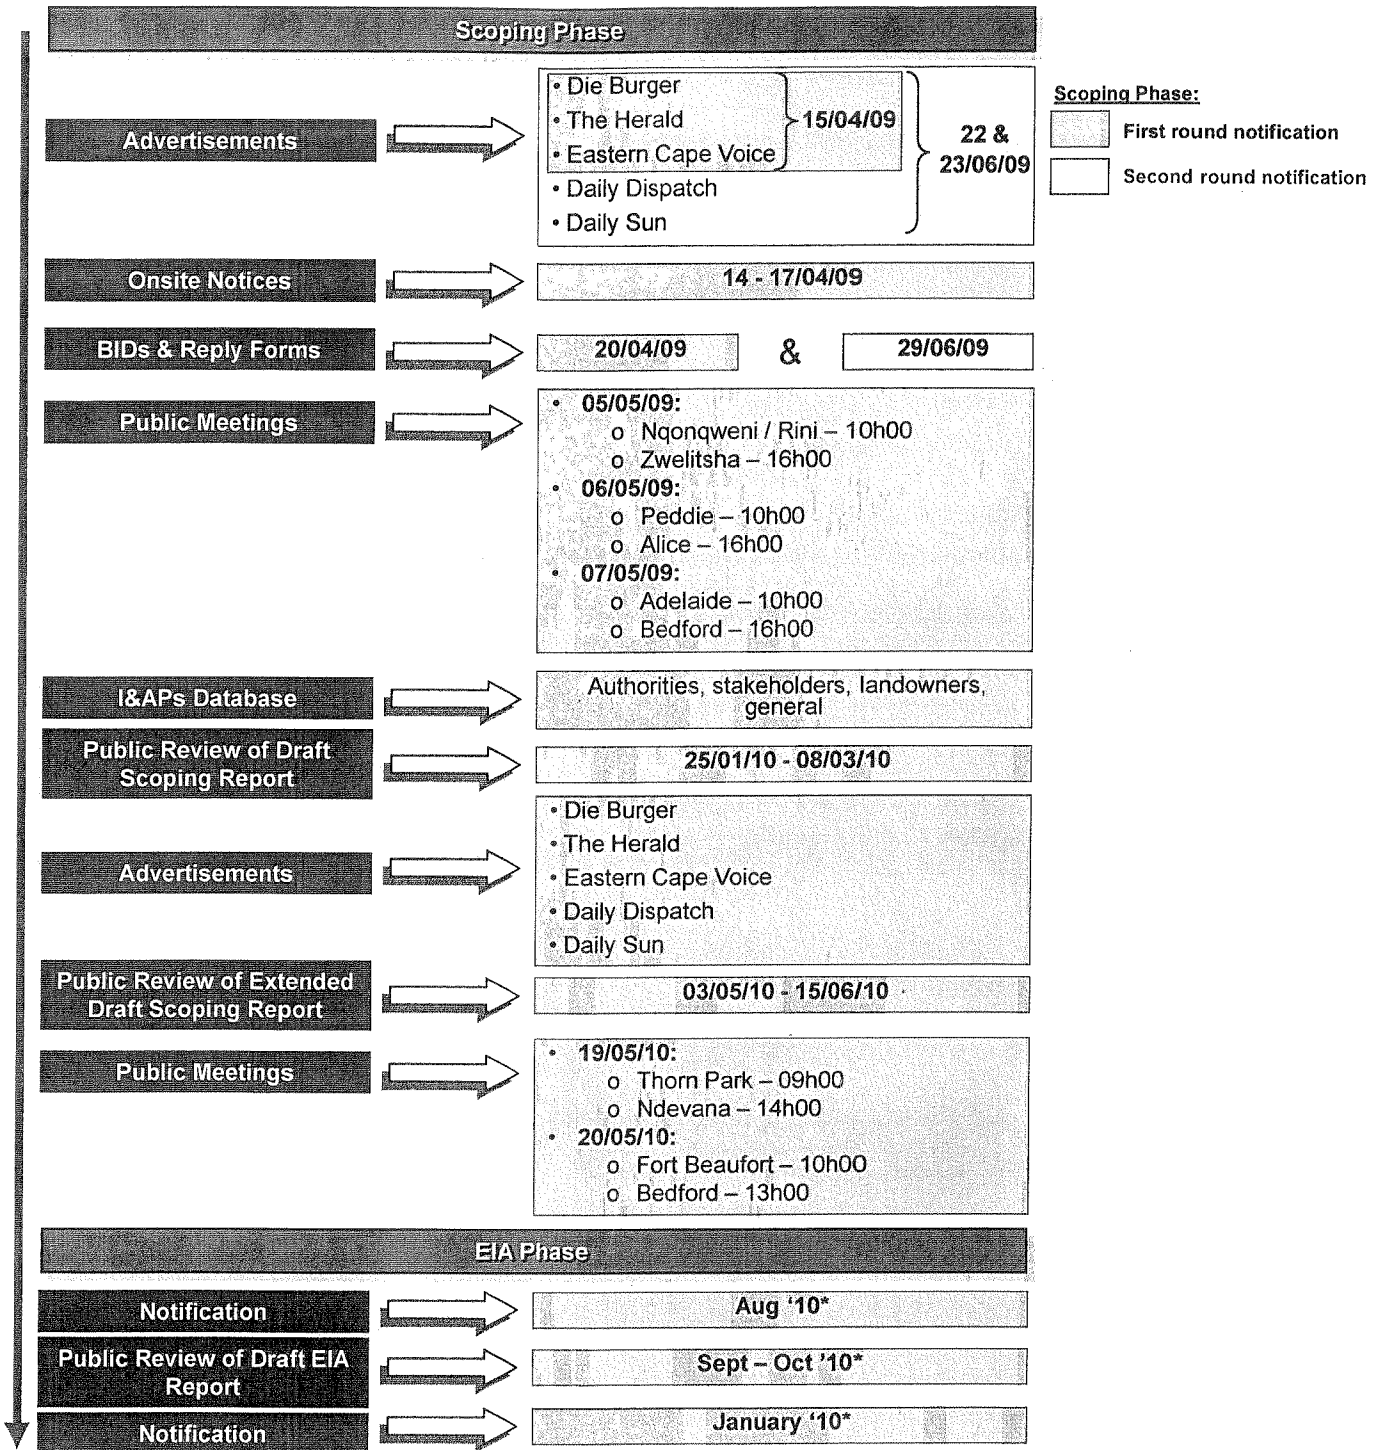 Scoping Phase
Advertisements
• Die Burger
• The Herald
• Eastern Cape Voice
15/04/09
• Daily Dispatch
• Daily Sun
22 &
23/06/09
Scoping Phase:
First round notification
Second round notification
Onsite Notices
14 - 17/04/09
BIDs & Reply Forms
20/04/09 & 29/06/09
Public Meetings
• 05/05/09:
o Nqonqweni / Rini – 10h00
o Zwelitsha – 16h00
• 06/05/09:
o Peddie – 10h00
o Alice – 16h00
• 07/05/09:
o Adelaide – 10h00
o Bedford – 16h00
I&APs Database
Authorities, stakeholders, landowners,
general
Public Review of Draft
Scoping Report
25/01/10 - 08/03/10
Advertisements
• Die Burger
• The Herald
• Eastern Cape Voice
• Daily Dispatch
• Daily Sun
Public Review of Extended
Draft Scoping Report
03/05/10 - 15/06/10
Public Meetings
• 19/05/10:
o Thorn Park – 09h00
o Ndevana – 14h00
• 20/05/10:
o Fort Beaufort – 10h00
o Bedford – 13h00
EIA Phase
Notification
Aug ‘10*
Public Review of Draft EIA
Report
Sept – Oct ’10*
Notification
January ‘10*